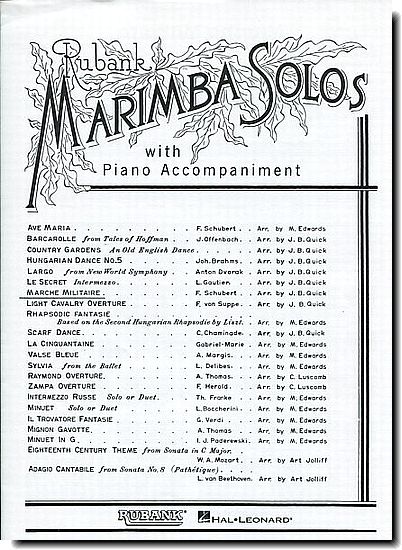 Rubank
MARIMBA SOLOS
with
Piano Accompaniment
AVE MARIA . . . . . . . . F. Schubert . . Arr. by M. Edwards
BARCAROLLE from Tales of Hoffman . . . J. Offenbach . . Arr. by J. B. Quick
COUNTRY GARDENS An Old English Dance . . . . . Arr. by J. B. Quick
HUNGARIAN DANCE No. 5 . . . . Joh. Brahms . . Arr. by J. B. Quick
LARGO from New World Symphony . . Anton Dvorak . . Arr. by J. B. Quick
LE SECRET Intermezzo . . . . . L. Gautien . . Arr. by J. B. Quick
MARCHE MILITAIRE . . . . . F. Schubert . . Arr. by J. B. Quick
LIGHT CAVALRY OVERTURE . . . F. von Suppe . . Arr. by J. B. Quick
RHAPSODIC FANTASIE
Based on the Second Hungarian Rhapsodie by Liszt . . Arr. by M. Edwards
SCARF DANCE . . . . . . . C. Chaminade . . Arr. by J. B. Quick
LA CINQUANTAINE . . . . . Gabriel-Marie . . Arr. by M. Edwards
VALSE BLEUE . . . . . . . A. Margis . . Arr. by M. Edwards
SYLVIA from the Ballet . . . . L. Delibes . . Arr. by M. Edwards
RAYMOND OVERTURE . . . . . A. Thomas . . Arr. by C. Luscomb
ZAMPA OVERTURE . . . . . . F. Herold . . Arr. by C. Luscomb
INTERMEZZO RUSSE Solo or Duet . . Th. Franke . . Arr. by M. Edwards
MINUET Solo or Duet . . . . L. Boccherini . . Arr. by M. Edwards
IL TROVATORE FANTASIE . . . . G. Verdi . . Arr. by M. Edwards
MIGNON GAVOTTE . . . . . . A. Thomas . . Arr. by M. Edwards
MINUET IN G . . . . . . . I. J. Paderewski . . Arr. by M. Edwards
EIGHTEENTH CENTURY THEME from Sonata in C Major .
W. A. Mozart . . Arr. by Art Jolliff
ADAGIO CANTABILE from Sonata No. 8 (Pathétique) . . .
L. van Beethoven . Arr. by Art Jolliff
RUBANK® HAL•LEONARD®